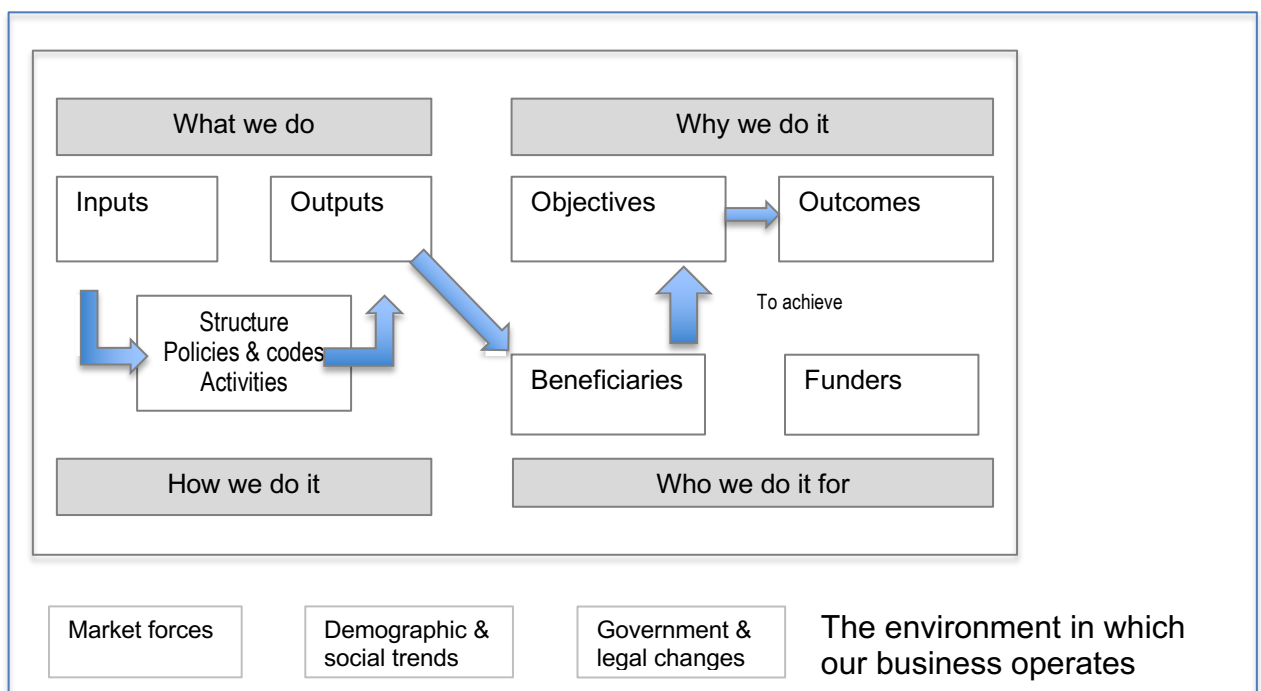 What we do
Why we do it
Inputs
Outputs
Objectives
Outcomes
To achieve
Structure
Policies & codes
Activities
Beneficiaries
Funders
How we do it
Who we do it for
Market forces
Demographic &
social trends
Government &
legal changes
The environment in which
our business operates